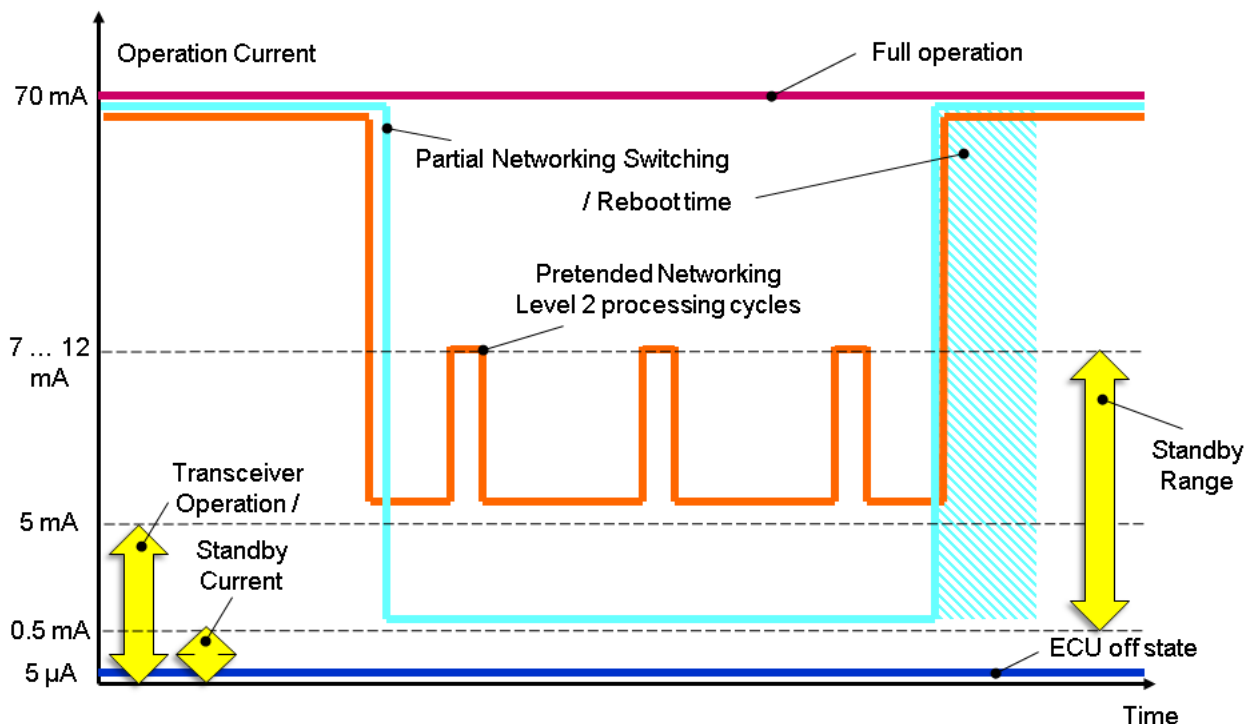 Operation Current
Full operation
70 mA
Partial Networking Switching
/ Reboot time
Pretended Networking
Level 2 processing cycles
7 ... 12
mA
Transceiver
Operation /
Standby
Range
5 mA
Standby
Current
0.5 mA
ECU off state
5 µA
Time